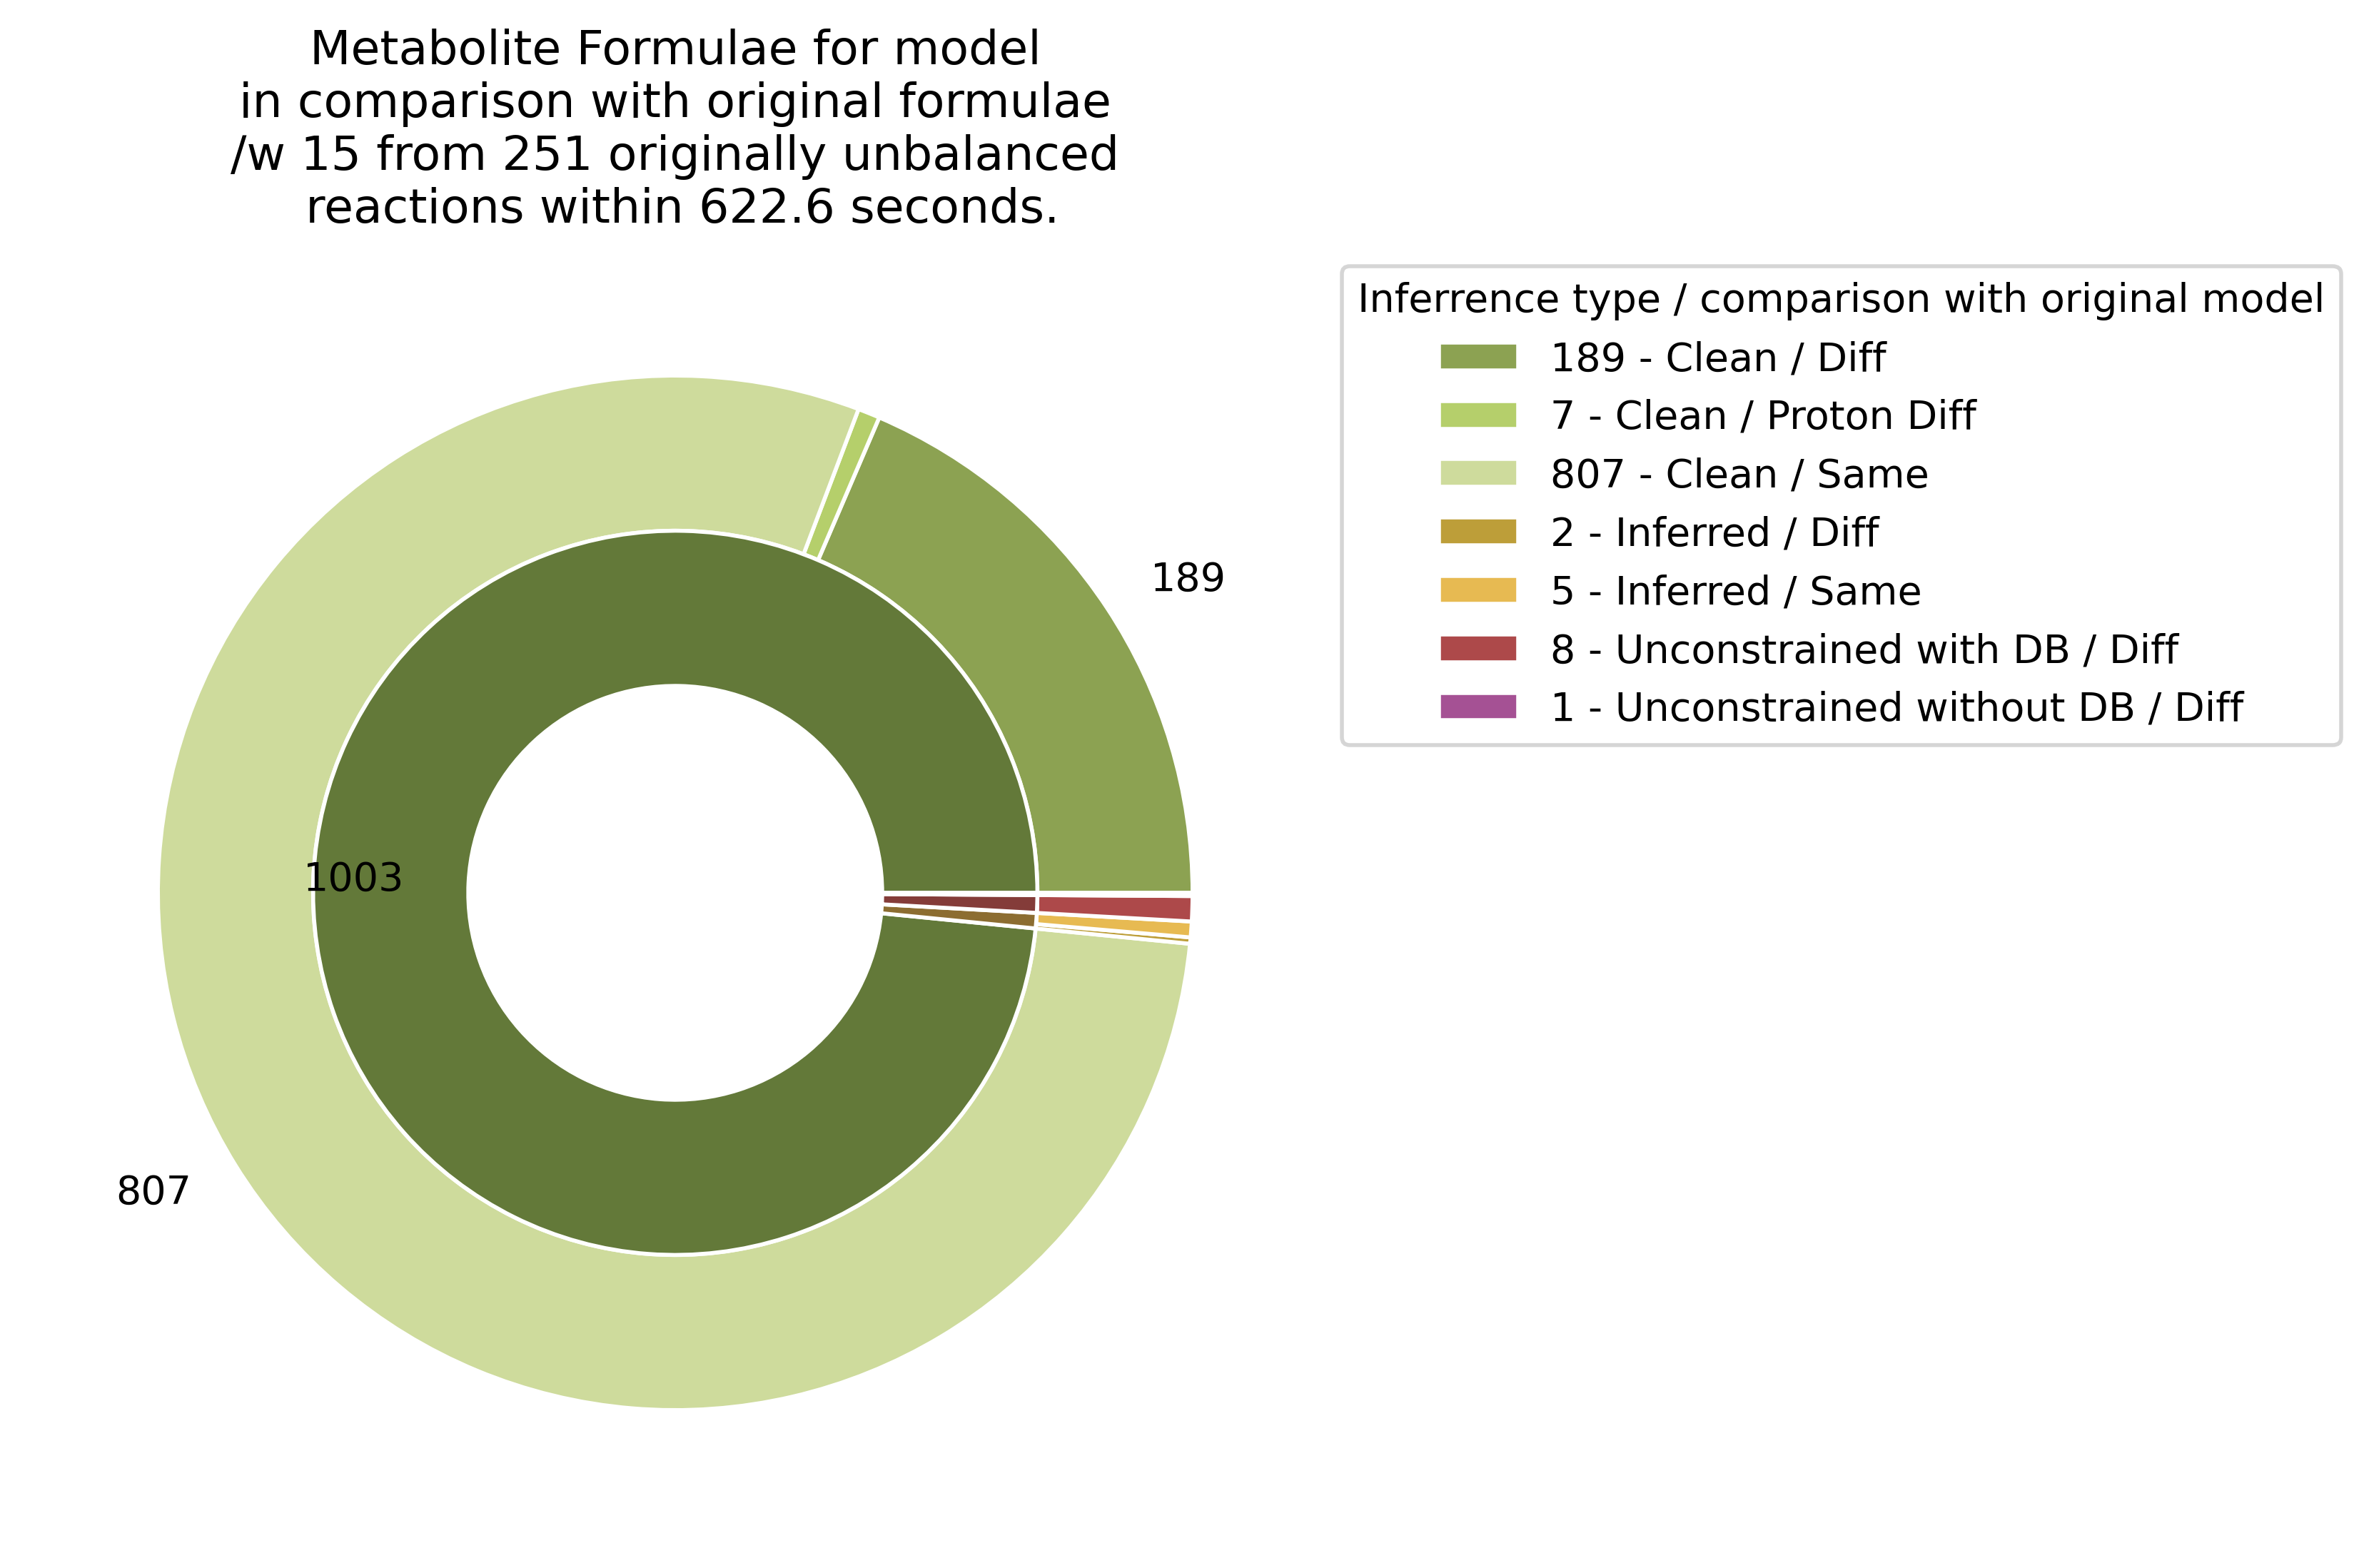 Metabolite Formulae for model
in comparison with original formulae
/w 15 from 251 originally unbalanced
reactions within 622.6 seconds.
Inferrence type / comparison with original model
189 - Clean / Diff
7 - Clean / Proton Diff
807 - Clean / Same
2 - Inferred / Diff
5 - Inferred / Same
8 - Unconstrained with DB / Diff
1 - Unconstrained without DB / Diff
189
1003
807